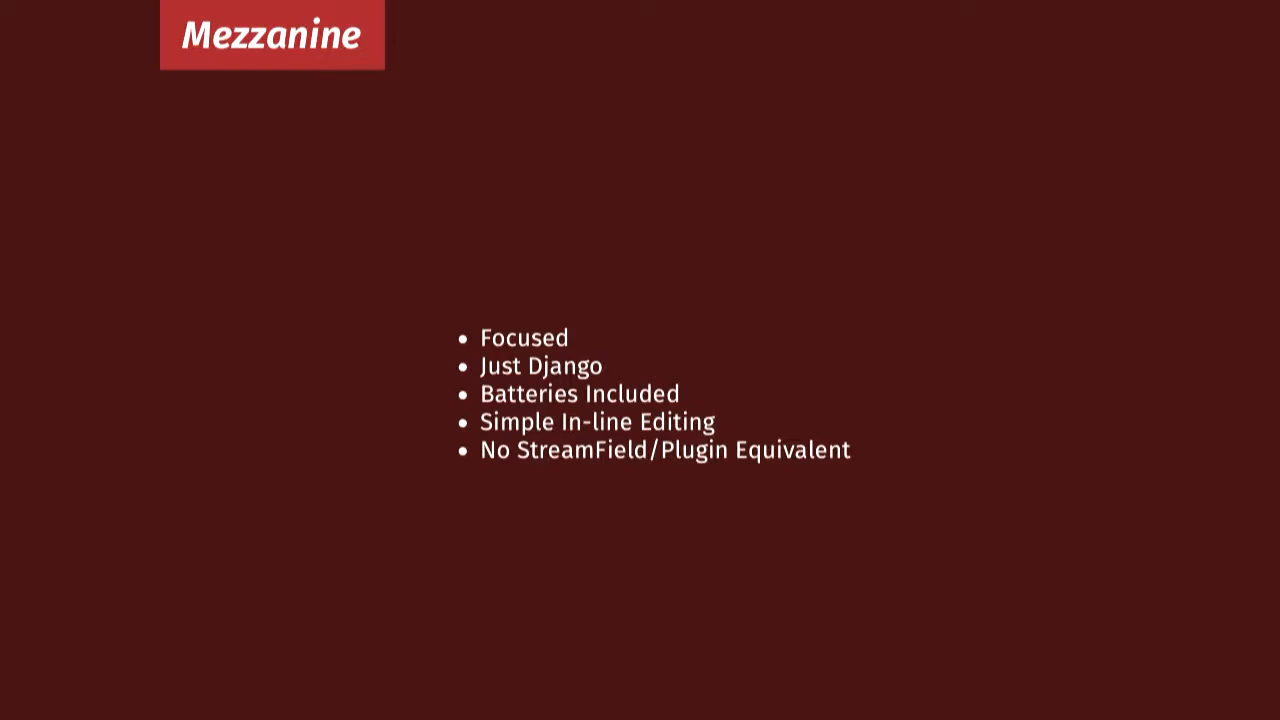 Mezzanine
• Focused
• Just Django
• Batteries Included
• Simple In-line Editing
• No StreamField/Plugin Equivalent